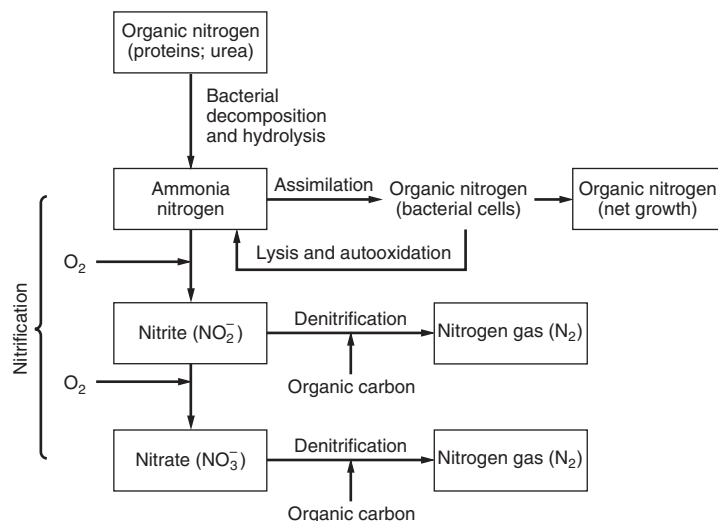 Organic nitrogen
(proteins; urea)
Bacterial
decomposition
and hydrolysis
Ammonia
nitrogen
Assimilation
Organic nitrogen
(bacterial cells)
Organic nitrogen
(net growth)
Lysis and autooxidation
O₂
Nitrification
Nitrite (NO₂⁻)
Denitrification
Nitrogen gas (N₂)
Organic carbon
O₂
Nitrate (NO₃⁻)
Denitrification
Nitrogen gas (N₂)
Organic carbon